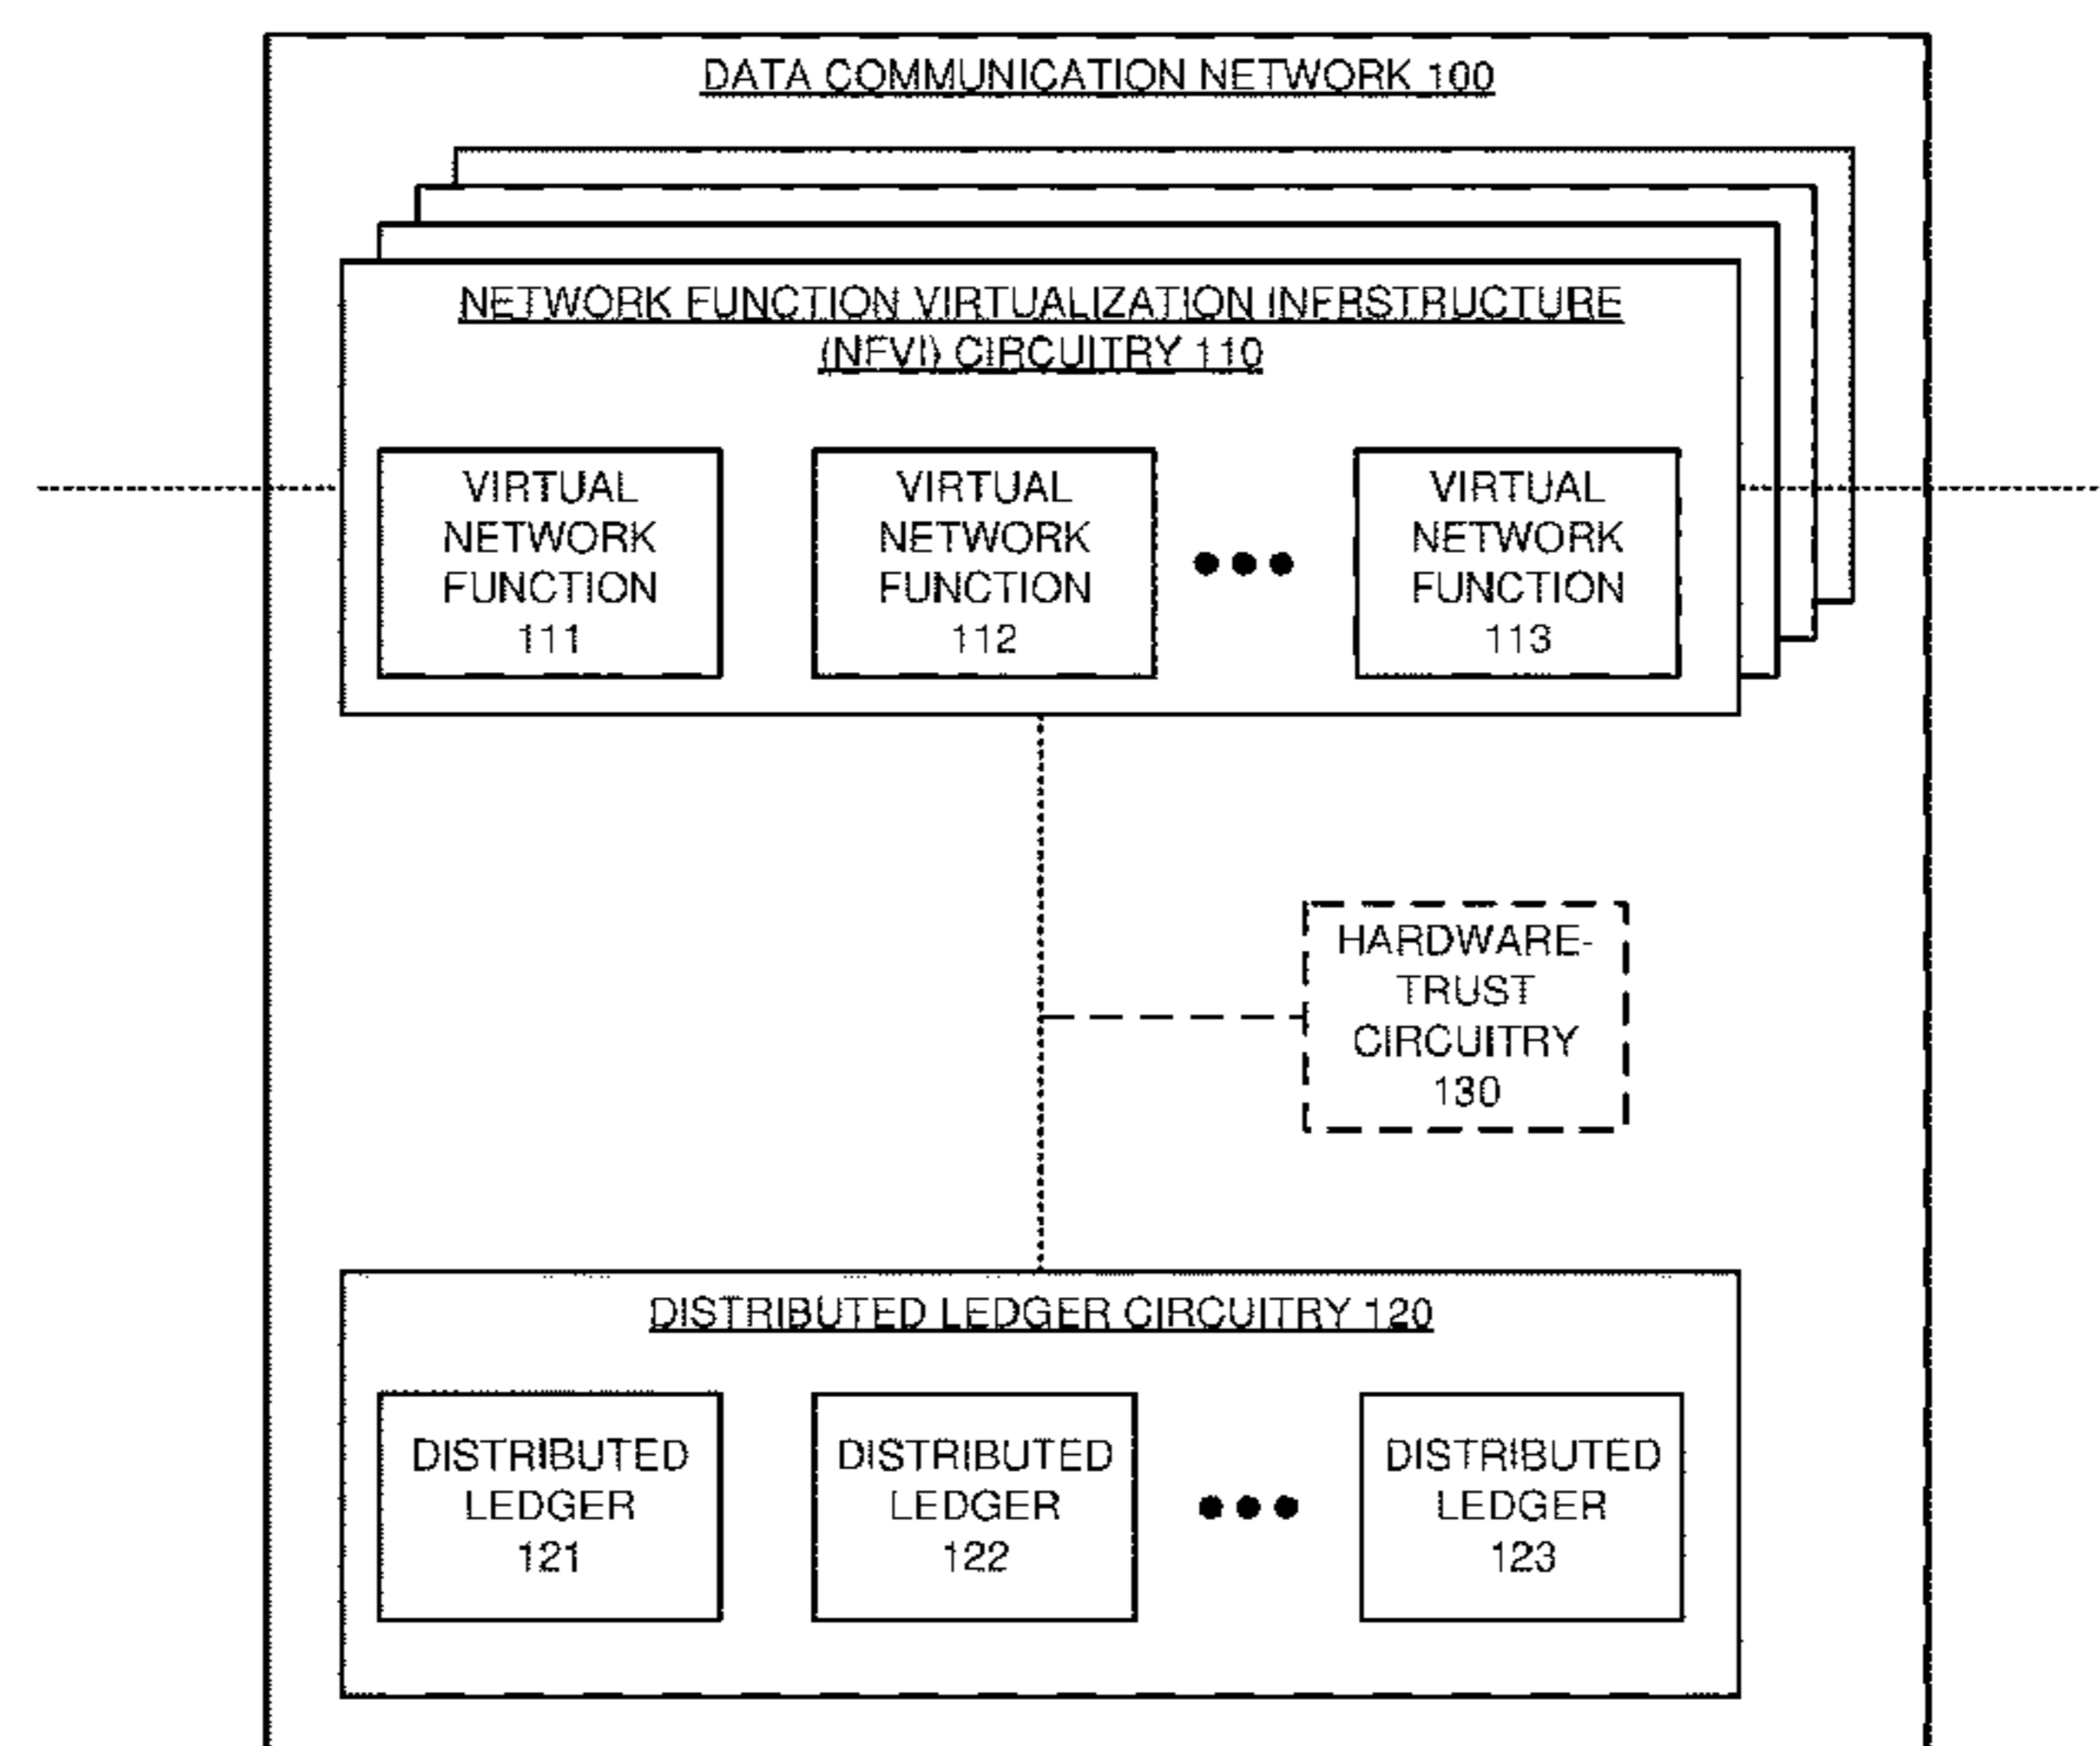 DATA COMMUNICATION NETWORK 100
NETWORK FUNCTION VIRTUALIZATION INFRSTRUCTURE
(NFVI) CIRCUITRY 110
VIRTUAL
NETWORK
FUNCTION
111
VIRTUAL
NETWORK
FUNCTION
112
VIRTUAL
NETWORK
FUNCTION
113
HARDWARE-
TRUST
CIRCUITRY
130
DISTRIBUTED LEDGER CIRCUITRY 120
DISTRIBUTED
LEDGER
121
DISTRIBUTED
LEDGER
122
DISTRIBUTED
LEDGER
123